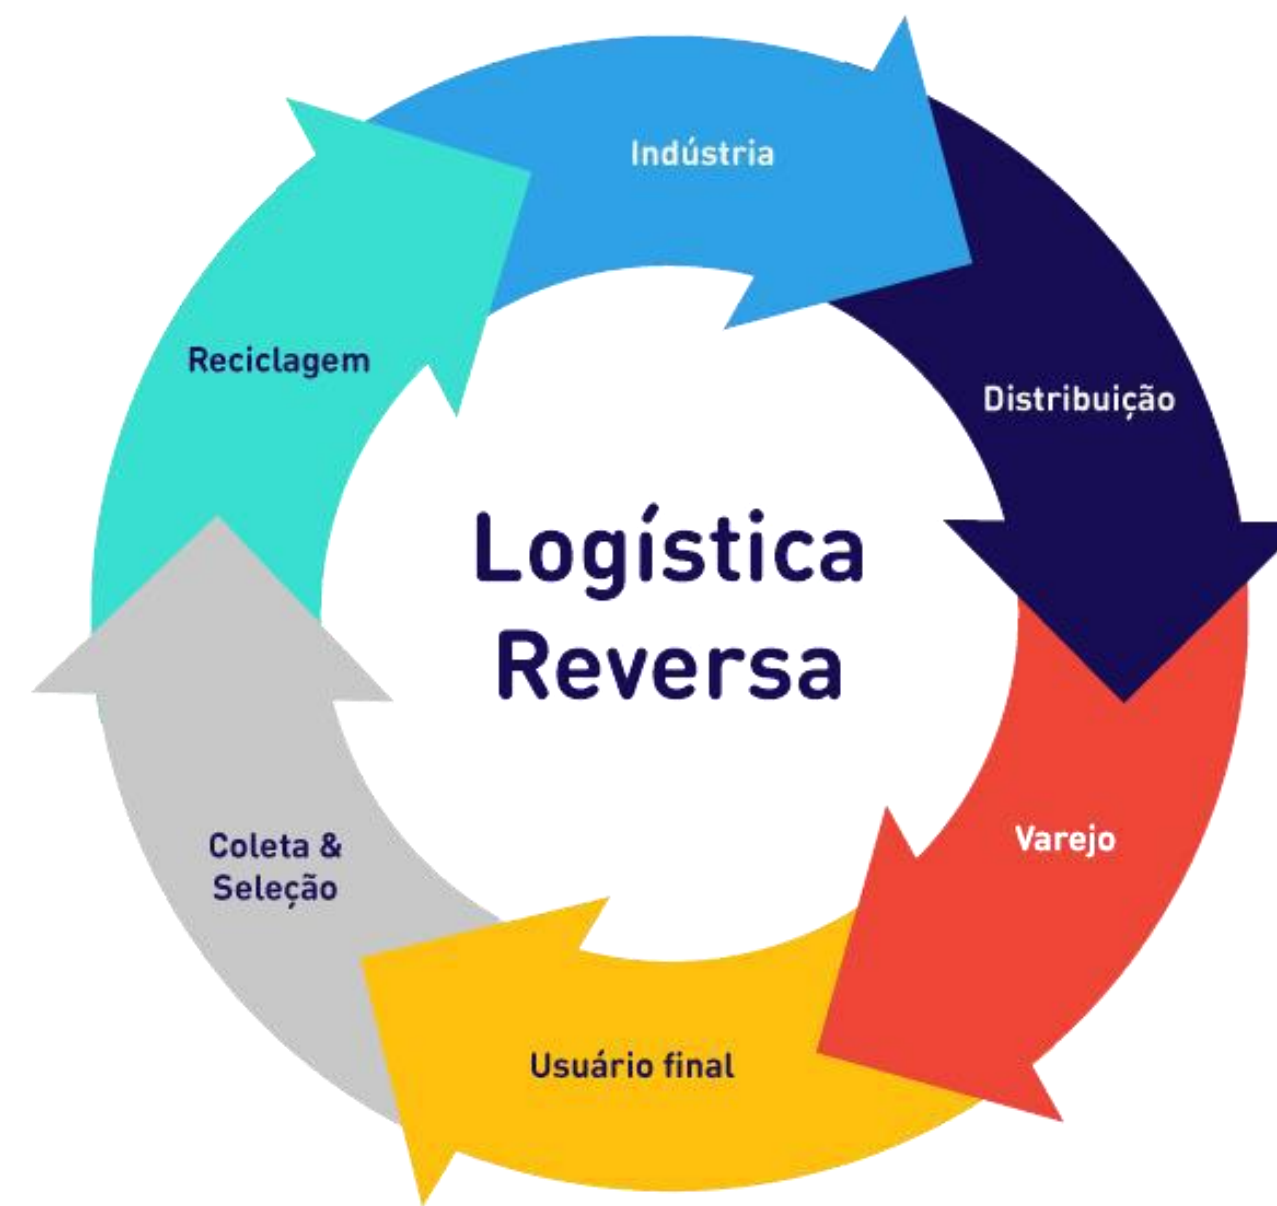 Indústria
Distribuição
Varejo
Usuário final
Coleta &
Seleção
Reciclagem
Logística
Reversa